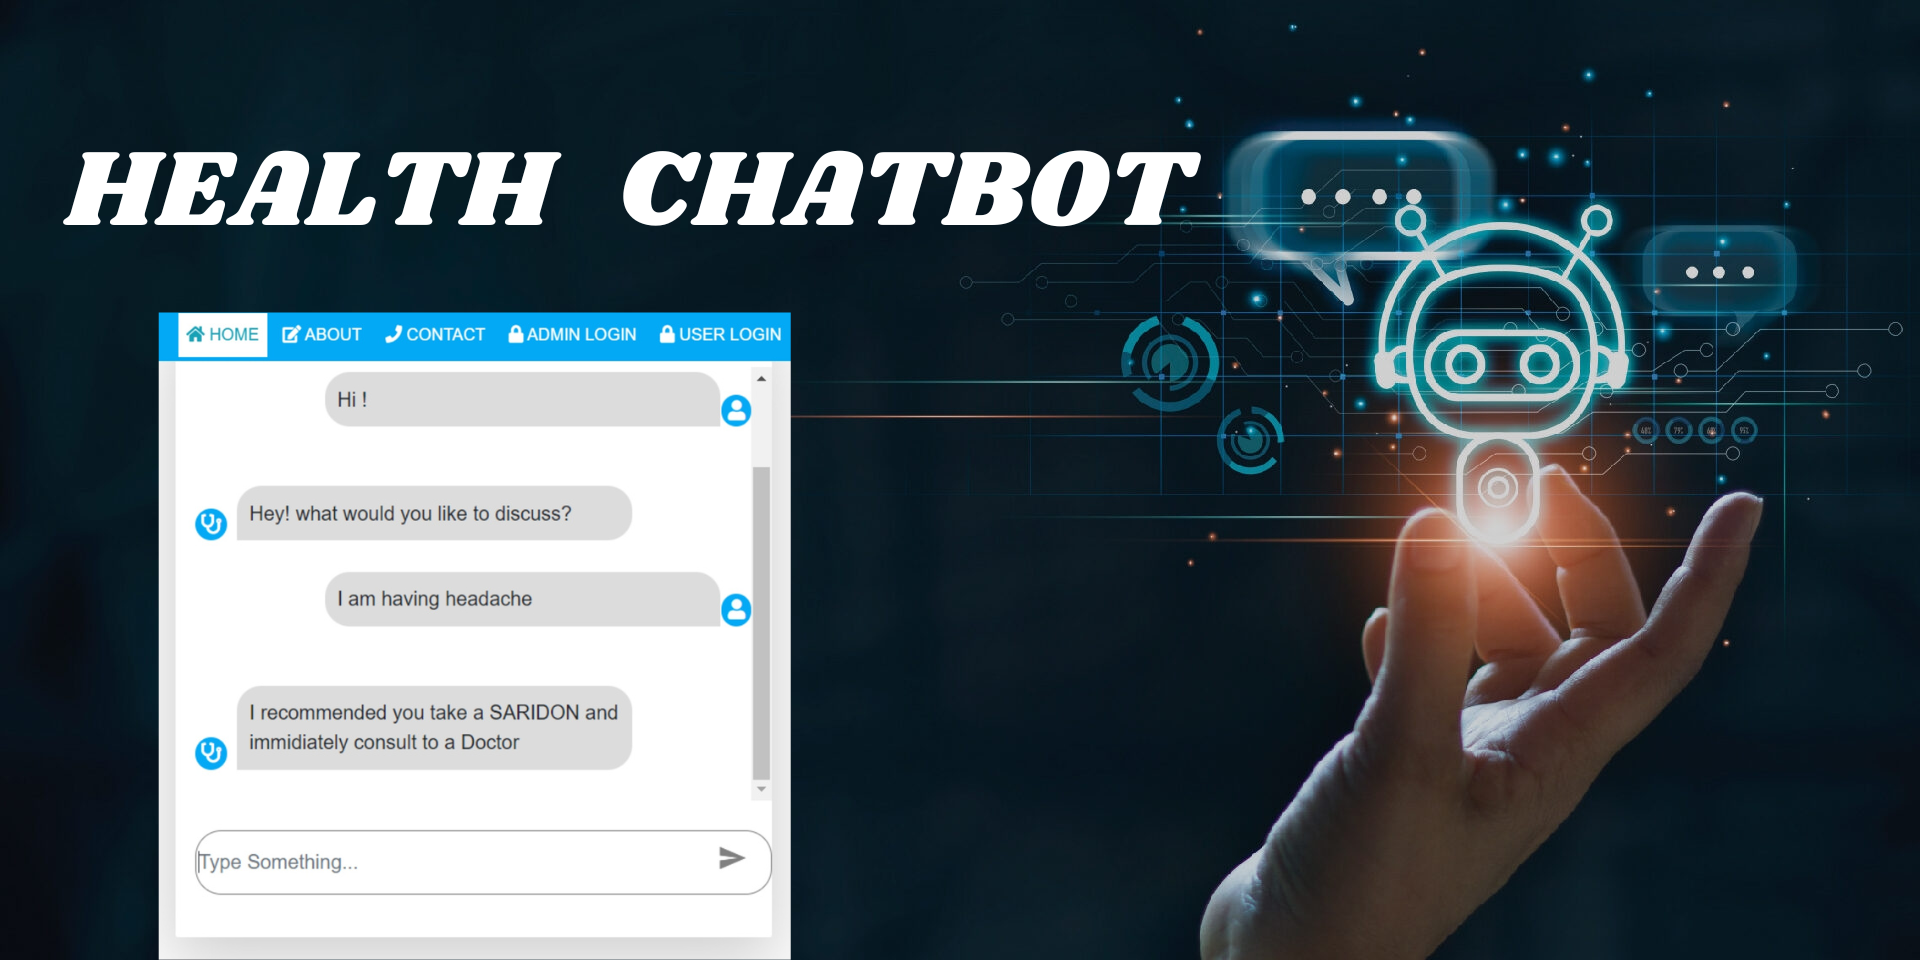 HEALTH CHATBOT
HOME ABOUT CONTACT ADMIN LOGIN USER LOGIN
Hi !
Hey! what would you like to discuss?
I am having headache
I recommended you take a SARIDON and
immidiately consult to a Doctor
Type Something...